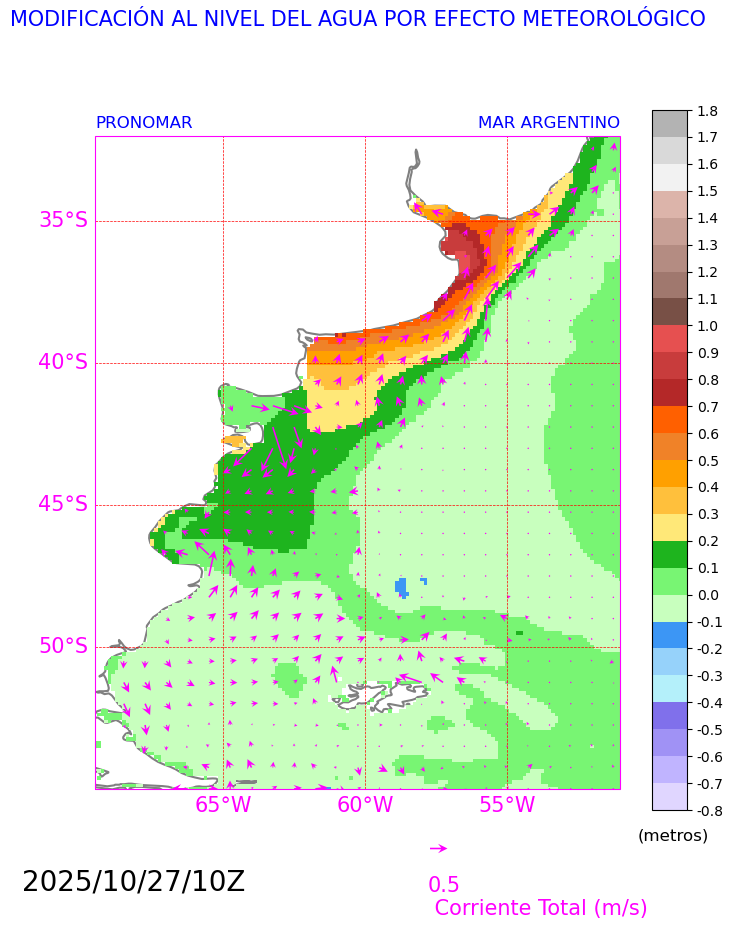 MODIFICACIÓN AL NIVEL DEL AGUA POR EFECTO METEOROLÓGICO
PRONOMAR MAR ARGENTINO
35°S
40°S
45°S
50°S
65°W 60°W 55°W
1.8
1.7
1.6
1.5
1.4
1.3
1.2
1.1
1.0
0.9
0.8
0.7
0.6
0.5
0.4
0.3
0.2
0.1
0.0
-0.1
-0.2
-0.3
-0.4
-0.5
-0.6
-0.7
-0.8
(metros)
2025/10/27/10Z
0.5
Corriente Total (m/s)